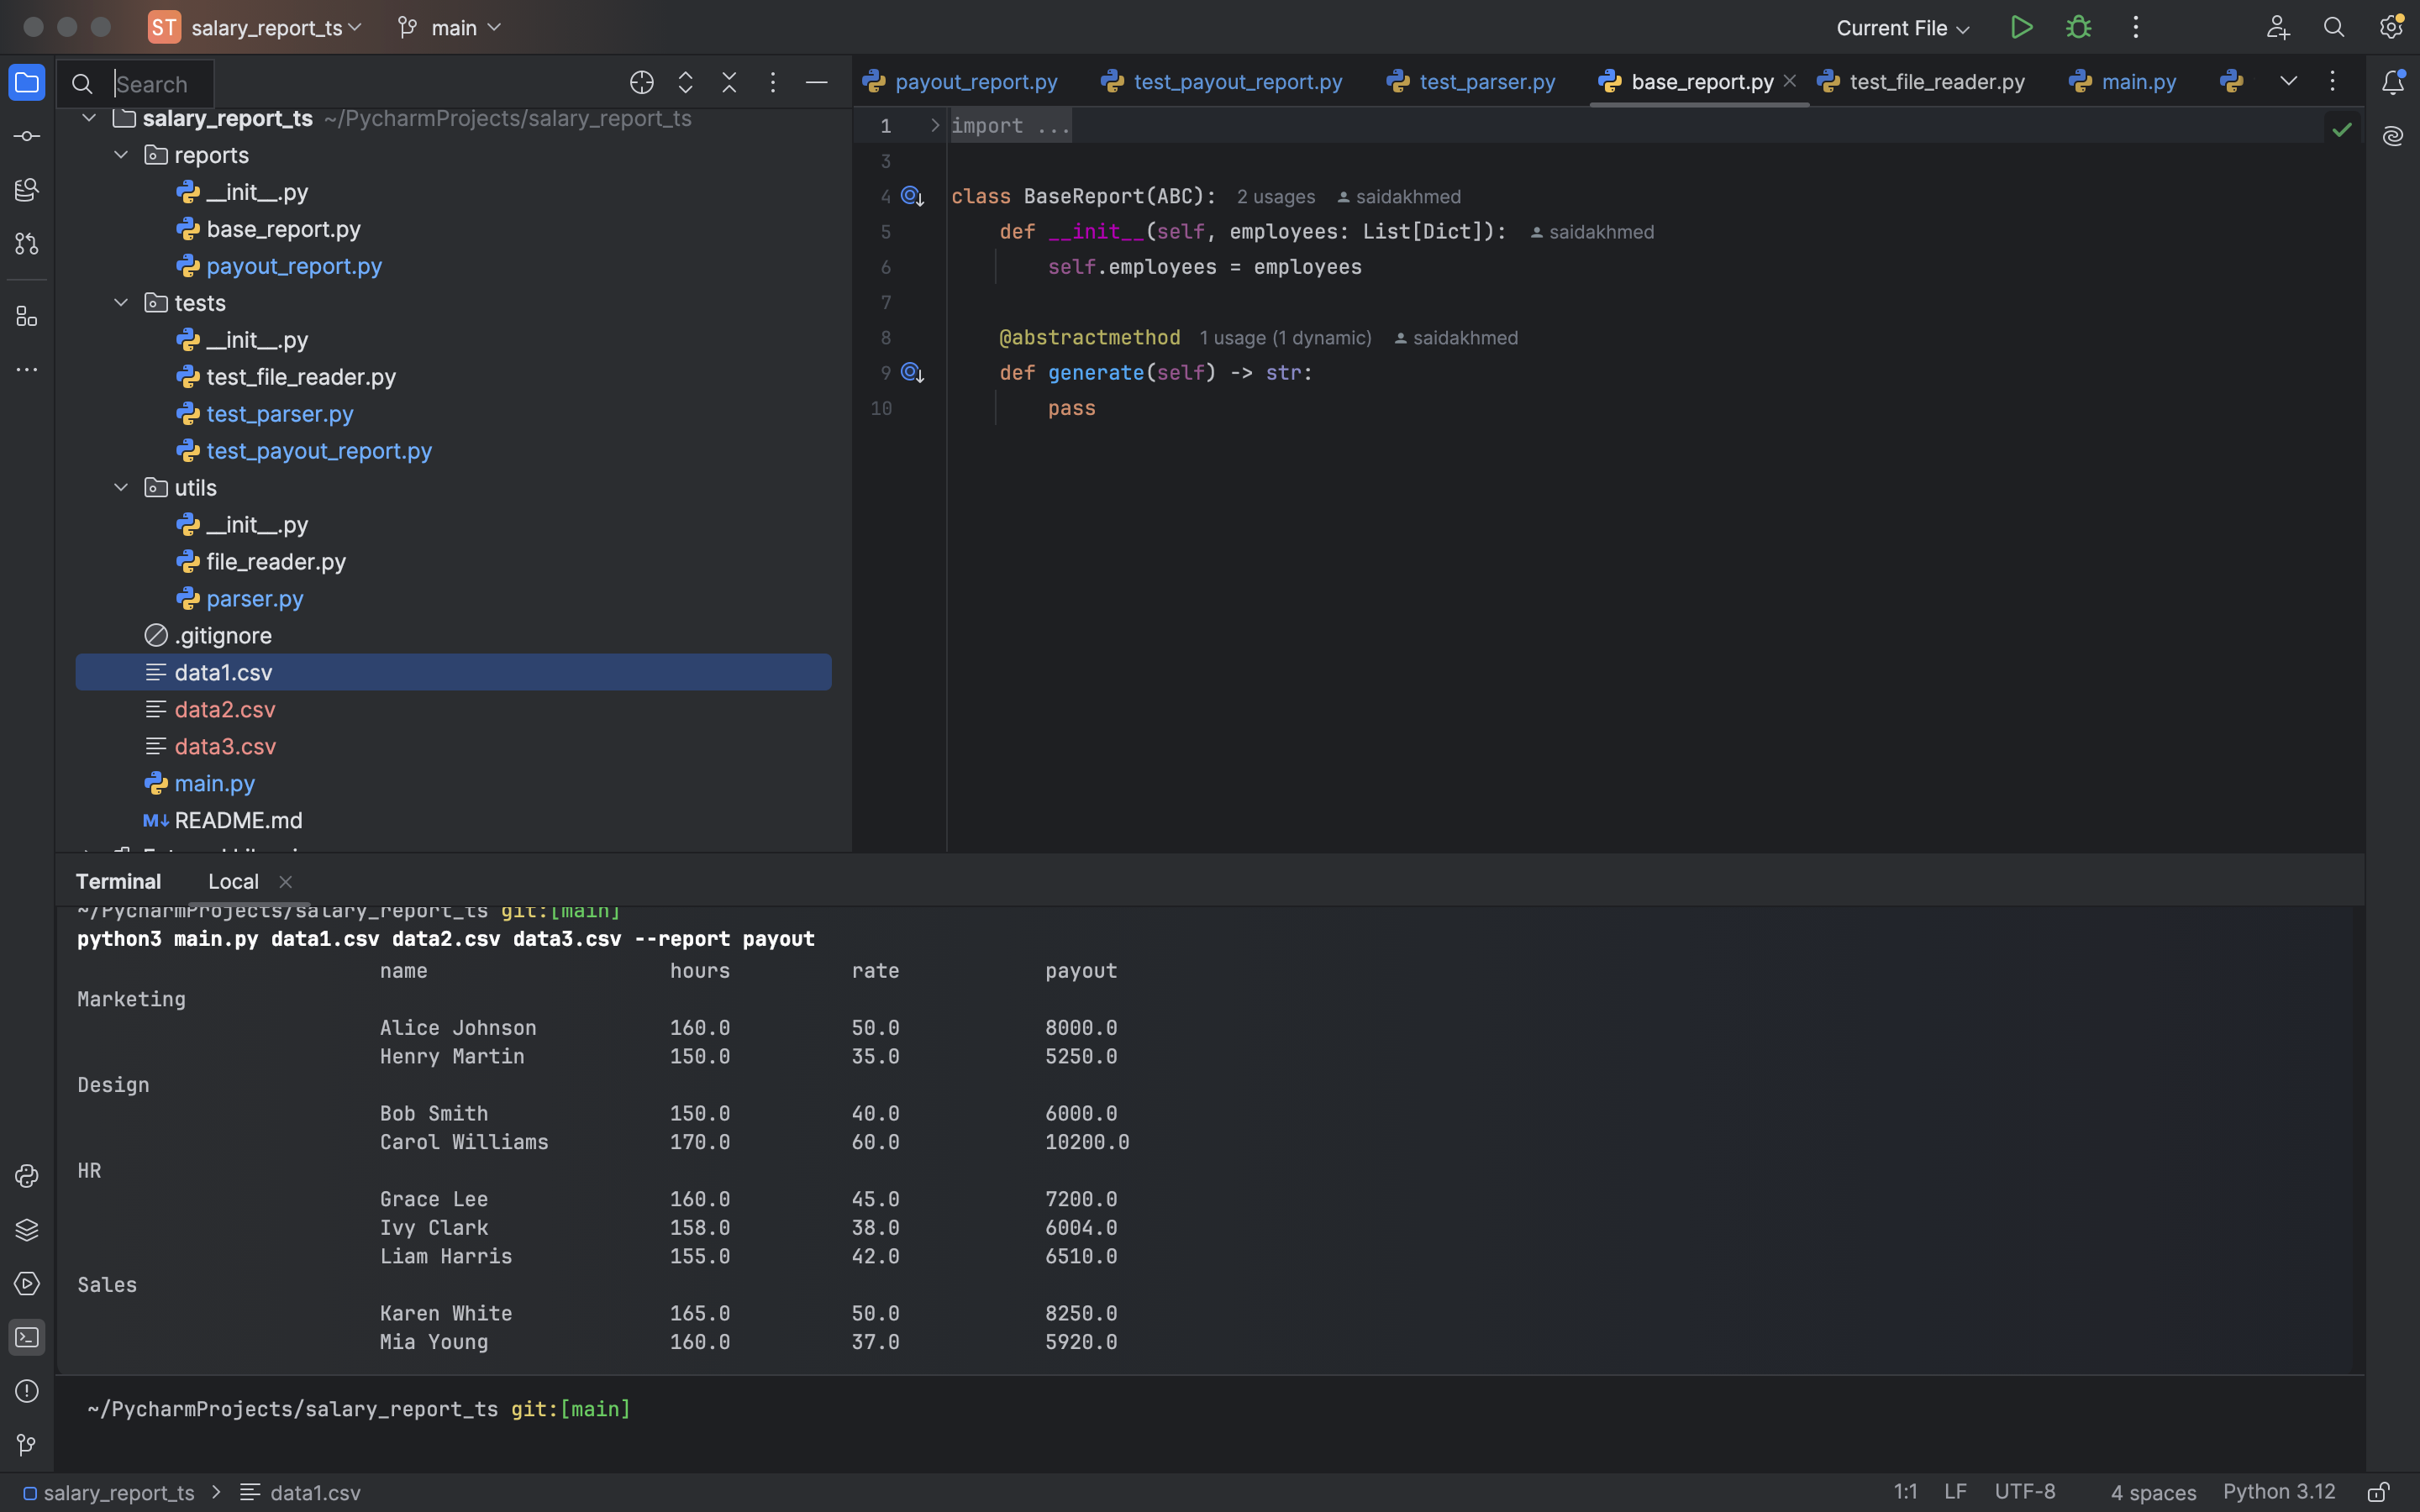 ST salary_report_ts main Current File
Search
payout_report.py test_payout_report.py test_parser.py base_report.py test_file_reader.py main.py
salary_report_ts ~/PycharmProjects/salary_report_ts
reports
__init__.py
base_report.py
payout_report.py
tests
__init__.py
test_file_reader.py
test_parser.py
test_payout_report.py
utils
__init__.py
file_reader.py
parser.py
.gitignore
data1.csv
data2.csv
data3.csv
main.py
M↓ README.md
1 import ...
3
4 class BaseReport(ABC): 2 usages saidakhmed
5 def __init__(self, employees: List[Dict]): saidakhmed
6 self.employees = employees
7
8 @abstractmethod 1 usage (1 dynamic) saidakhmed
9 def generate(self) -> str:
10 pass
Terminal Local
~/PycharmProjects/salary_report_ts git:[main]
python3 main.py data1.csv data2.csv data3.csv --report payout
name hours rate payout
Marketing
Alice Johnson 160.0 50.0 8000.0
Henry Martin 150.0 35.0 5250.0
Design
Bob Smith 150.0 40.0 6000.0
Carol Williams 170.0 60.0 10200.0
HR
Grace Lee 160.0 45.0 7200.0
Ivy Clark 158.0 38.0 6004.0
Liam Harris 155.0 42.0 6510.0
Sales
Karen White 165.0 50.0 8250.0
Mia Young 160.0 37.0 5920.0
~/PycharmProjects/salary_report_ts git:[main]
salary_report_ts > data1.csv 1:1 LF UTF-8 4 spaces Python 3.12